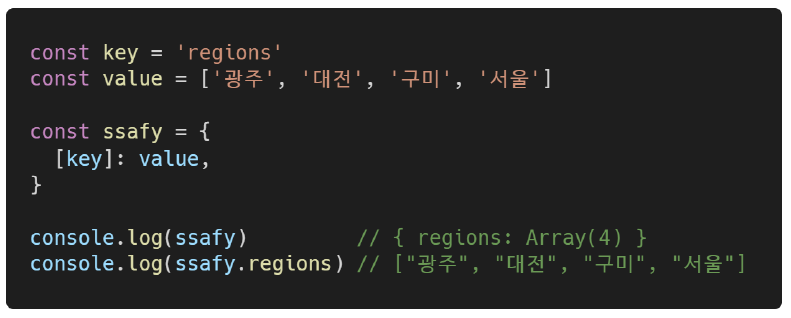 const key = 'regions'
const value = ['광주', '대전', '구미', '서울']
const ssafy = {
  [key]: value,
}
console.log(ssafy)         // { regions: Array(4) }
console.log(ssafy.regions) // ["광주", "대전", "구미", "서울"]